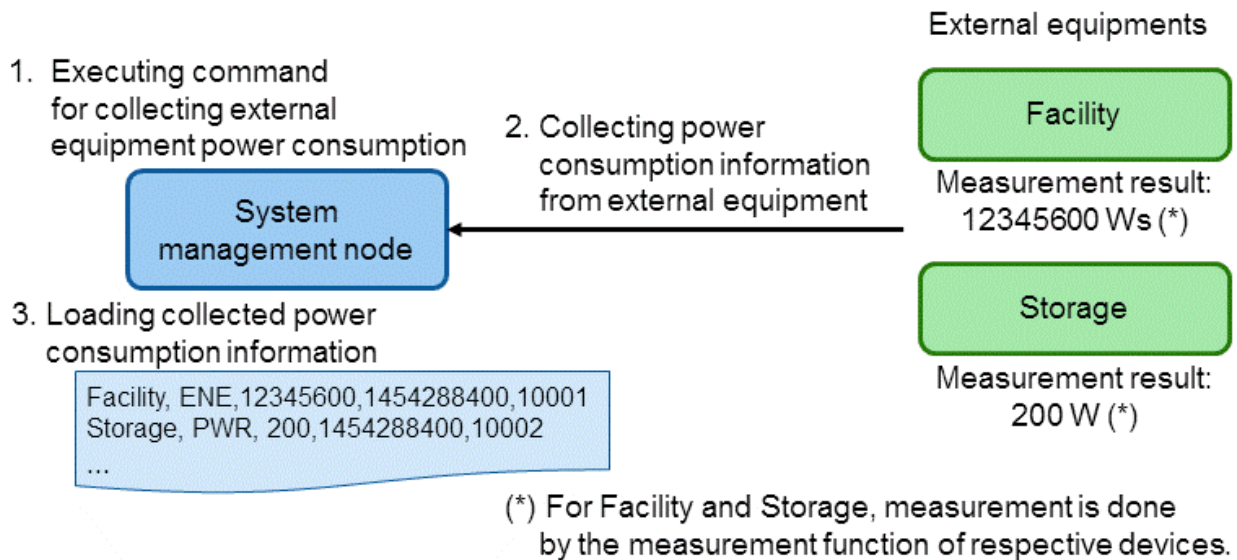 External equipments
1. Executing command
for collecting external
equipment power consumption
System
management node
2. Collecting power
consumption information
from external equipment
Facility
Measurement result:
12345600 Ws (*)
Storage
Measurement result:
200 W (*)
3. Loading collected power
consumption information
Facility, ENE,12345600,1454288400,10001
Storage, PWR, 200,1454288400,10002
...
(*) For Facility and Storage, measurement is done
by the measurement function of respective devices.